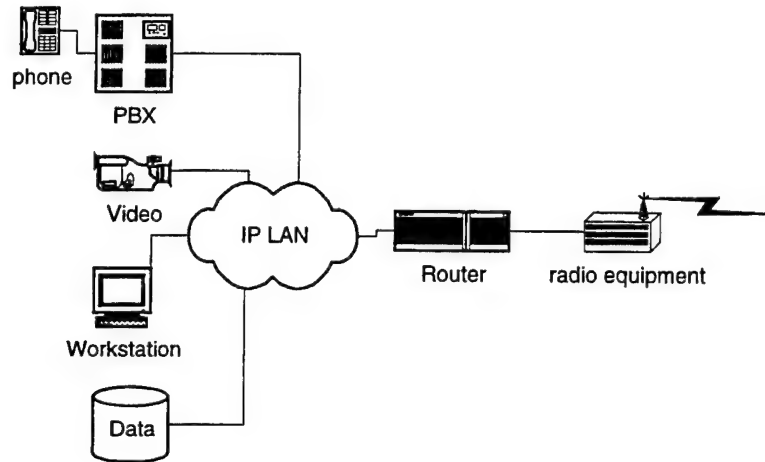 phone
PBX
Video
IP LAN
Router
radio equipment
Workstation
Data